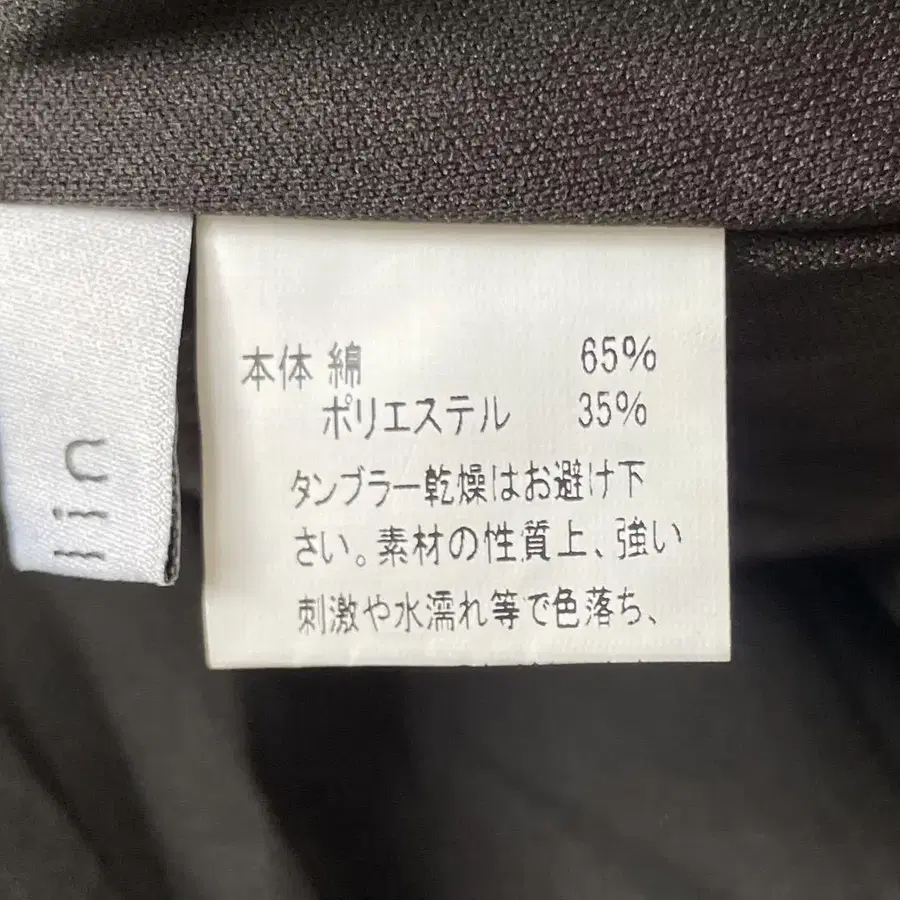 本体 綿 65%
ポリエステル 35%
タンブラー乾燥はお避け下
さい。素材の性質上、強い
刺激や水濡れ等で色落ち、
lin